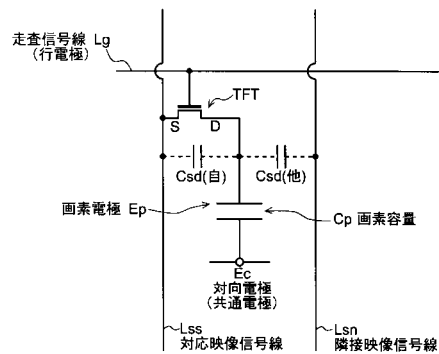 走査信号線 Lg
(行電極)
TFT
S D
Csd(自) Csd(他)
画素電極 Ep
Cp 画素容量
Ec
対向電極
(共通電極)
Lss
対応映像信号線
Lsn
隣接映像信号線